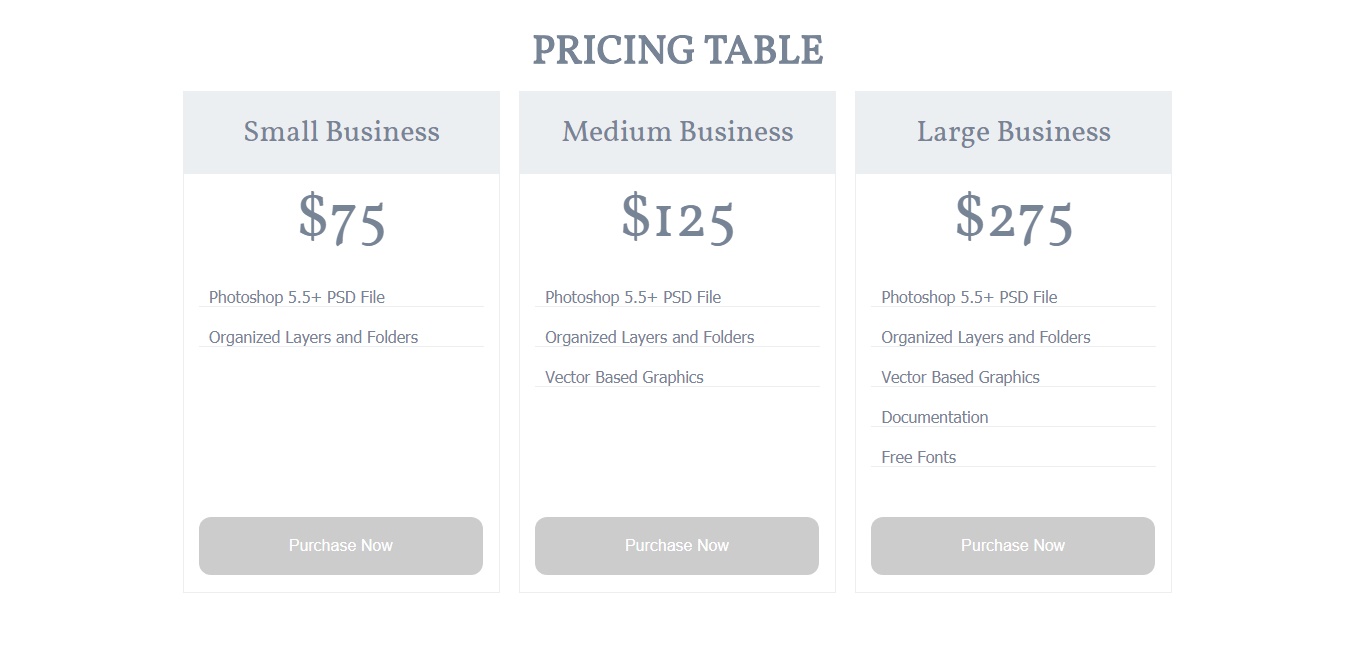 PRICING TABLE
Small Business
$75
Photoshop 5.5+ PSD File
Organized Layers and Folders
Purchase Now
Medium Business
$125
Photoshop 5.5+ PSD File
Organized Layers and Folders
Vector Based Graphics
Purchase Now
Large Business
$275
Photoshop 5.5+ PSD File
Organized Layers and Folders
Vector Based Graphics
Documentation
Free Fonts
Purchase Now